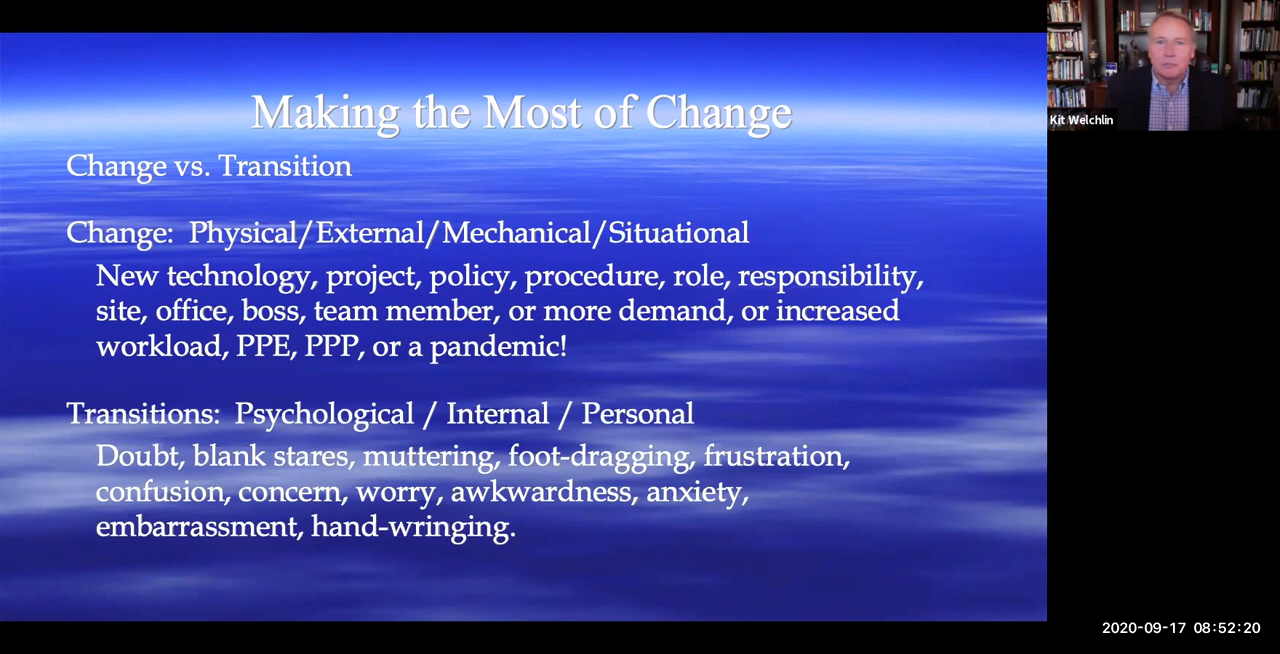 Making the Most of Change
Change vs. Transition
Change:  Physical/External/Mechanical/Situational
New technology, project, policy, procedure, role, responsibility,
site, office, boss, team member, or more demand, or increased
workload, PPE, PPP, or a pandemic!
Transitions:  Psychological / Internal / Personal
Doubt, blank stares, muttering, foot-dragging, frustration,
confusion, concern, worry, awkwardness, anxiety,
embarrassment, hand-wringing.
Kit Welchlin
2020-09-17 08:52:20